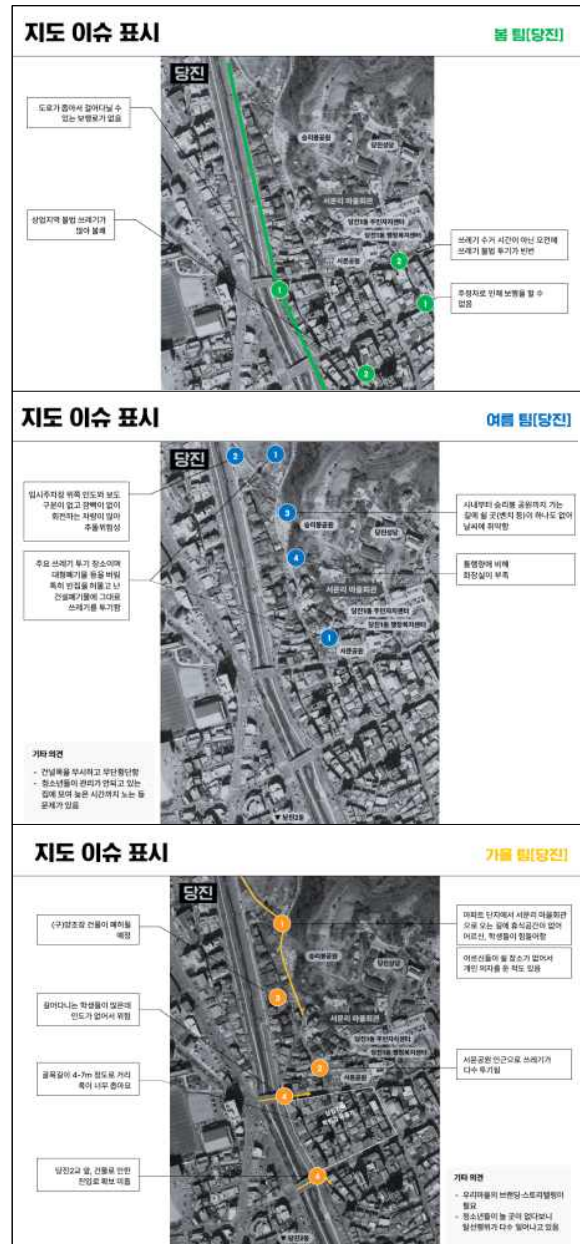 지도 이슈 표시
봄 팀[당진]
당진
도로가 좁아서 걸어다닐 수
있는 보행로가 없음
상업지역 불법 쓰레기가
많아 불쾌
승리봉공원
당진성당
서문리 마을회관
당진1동 주민자치센터
당진1동 행정복지센터
서문공원
쓰레기 수거 시간이 아닌 오전에
쓰레기 불법 투기가 빈번
주정차로 인해 보행을 할 수
없음
1
2
1
2
지도 이슈 표시
여름 팀[당진]
당진
임시주차장 위쪽 인도와 보도
구분이 없고 깜빡이 없이
회전하는 차량이 많아
추돌위험성
주요 쓰레기 투기 장소이며
대형폐기물 등을 버림
특히 빈집을 허물고 난
건설폐기물에 그대로
쓰레기를 투기함
2
1
3
4
1
승리봉공원
당진성당
서문리 마을회관
당진1동 주민자치센터
당진1동 행정복지센터
서문공원
시내부터 승리봉 공원까지 가는
길에 쉴 곳(벤치 등)이 하나도 없어
날씨에 취약함
통행량에 비해
화장실이 부족
기타 의견
- 건널목을 무시하고 무단횡단함
- 청소년들이 관리가 안되고 있는
집에 모여 늦은 시간까지 노는 등
문제가 있음
지도 이슈 표시
가을 팀[당진]
당진
(구)양조장 건물이 폐허될
예정
걸어다니는 학생들이 많은데
인도가 없어서 위험
골목길이 4-7m 정도로 거리
폭이 너무 좁아요
당진2교 앞, 건물로 인한
진입로 확보 미흡
1
3
2
4
승리봉공원
당진성당
서문리 마을회관
당진1동 주민자치센터
당진1동 행정복지센터
서문공원
아파트 단지에서 서문리 마을회관
으로 오는 길에 휴식공간이 없어
어르신, 학생들이 힘들어함
어르신들이 쉴 장소가 없어서
개인 의자를 둔 적도 있음
서문공원 인근으로 쓰레기가
다수 투기됨
기타 의견
- 우리마을의 브랜딩·스토리텔링이
필요
- 청소년들이 놀 곳이 없다보니
일산행위가 다수 일어나고 있음